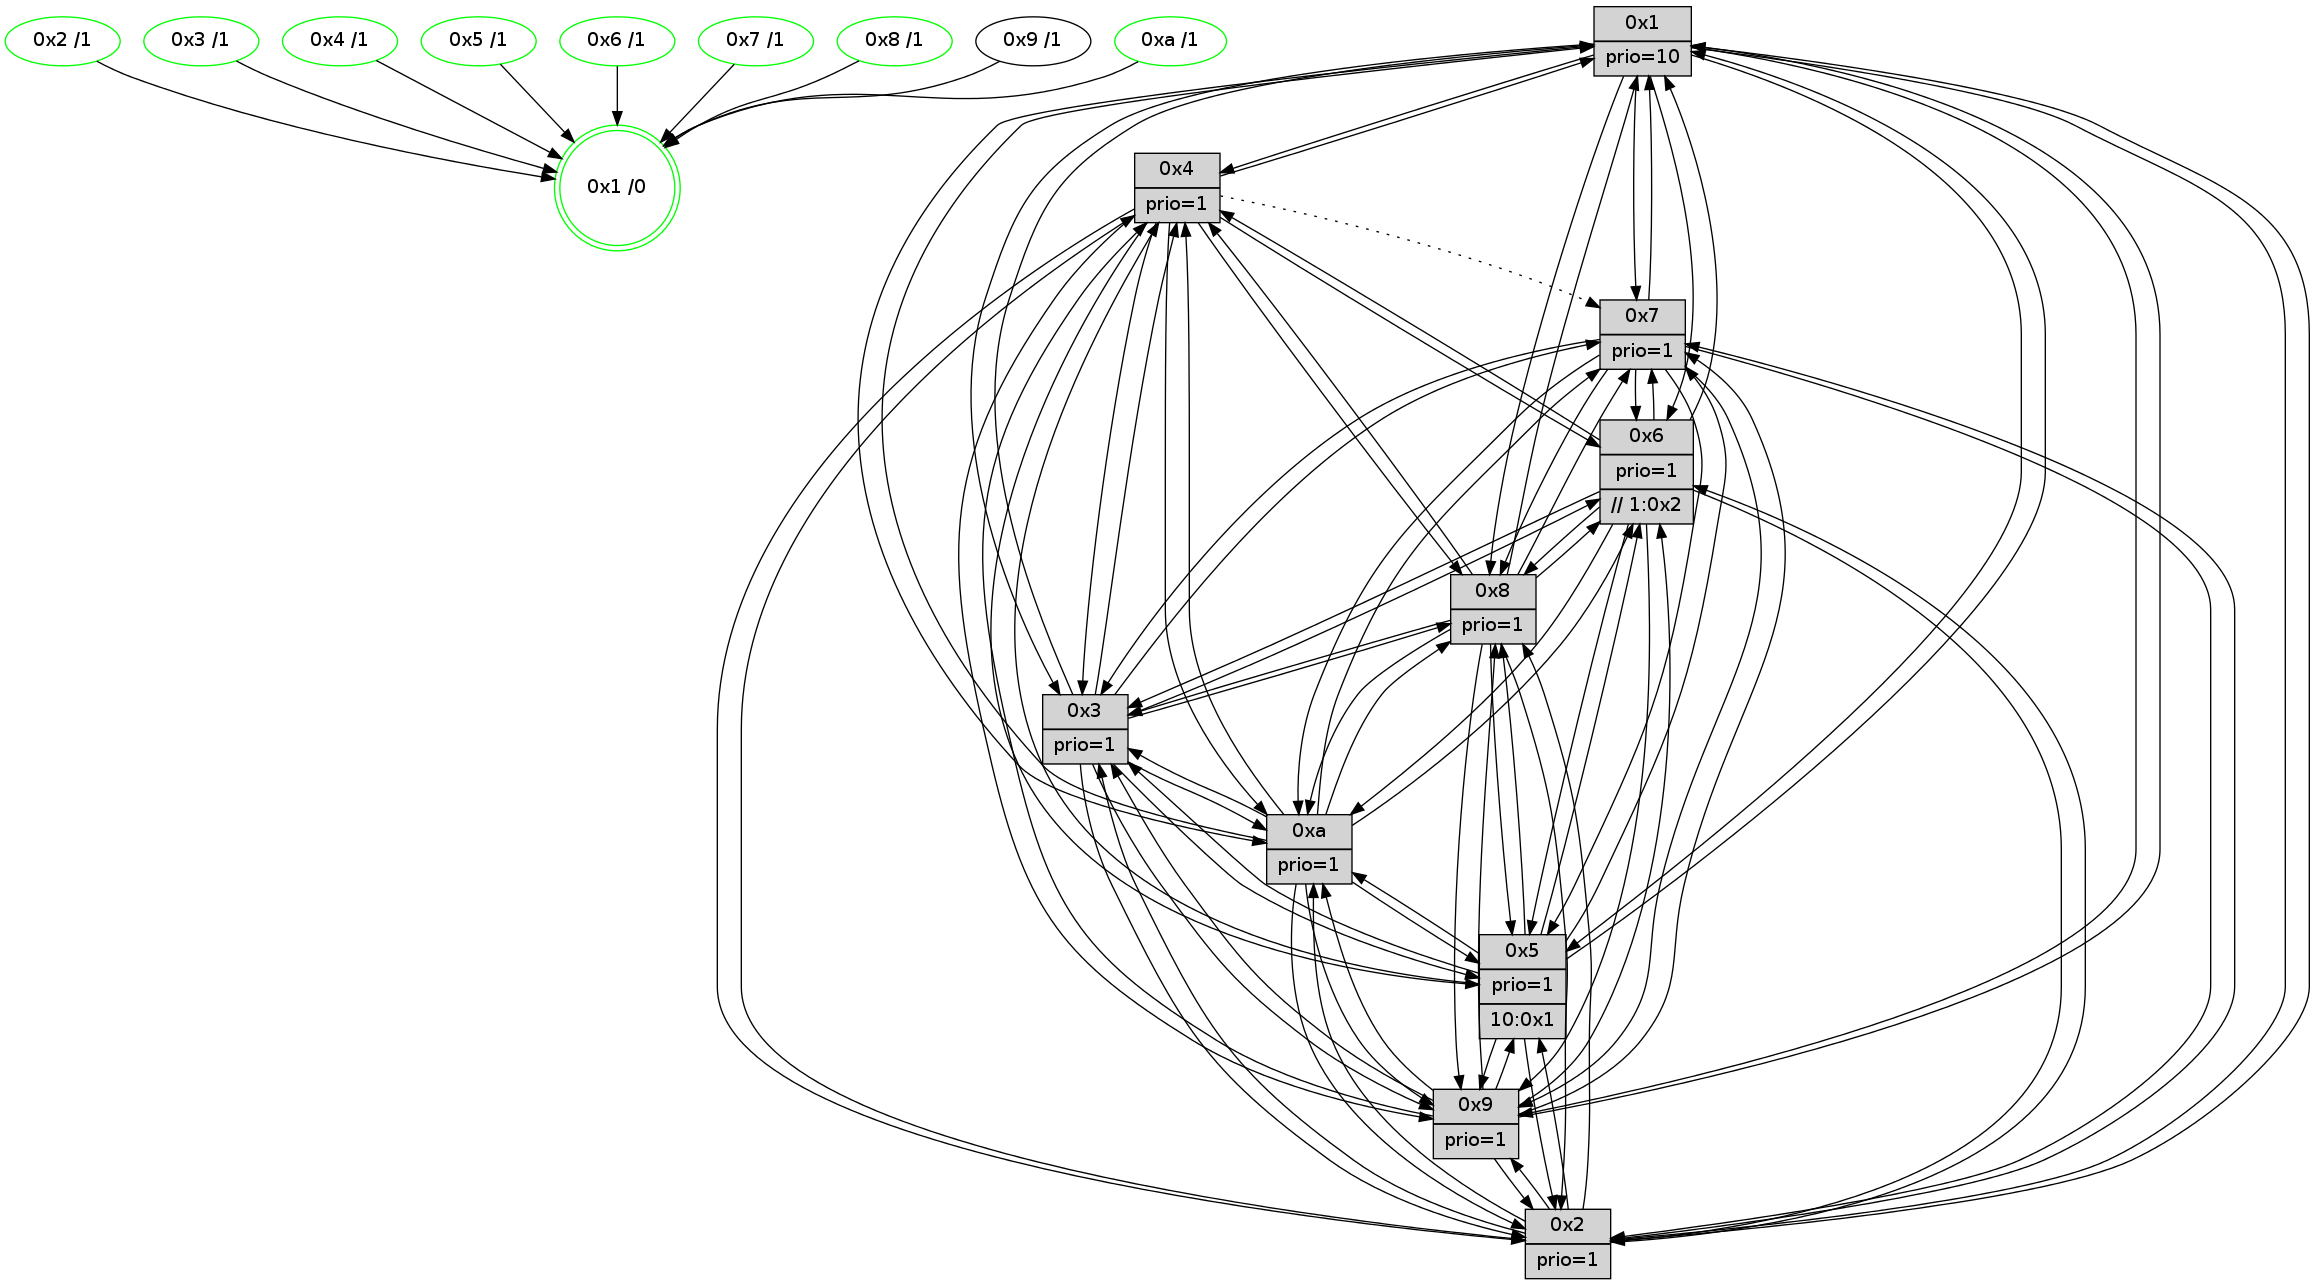 0x2 /1
0x3 /1
0x4 /1
0x5 /1
0x6 /1
0x7 /1
0x8 /1
0x9 /1
0xa /1
0x1 /0
0x1
prio=10
0x4
prio=1
0x7
prio=1
0x6
prio=1
// 1:0x2
0x8
prio=1
0x3
prio=1
0xa
prio=1
0x5
prio=1
10:0x1
0x9
prio=1
0x2
prio=1